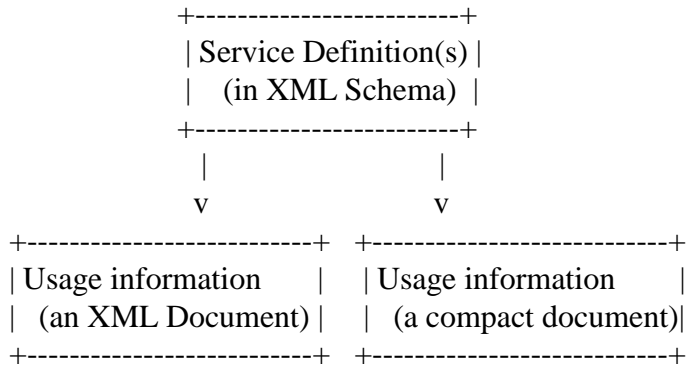 +-------------------------+
| Service Definition(s) |
|   (in XML Schema)  |
+-------------------------+
|                         |
v                         v
+---------------------------+   +----------------------------+
| Usage information      |   | Usage information       |
|   (an XML Document) |   |   (a compact document)|
+---------------------------+   +----------------------------+